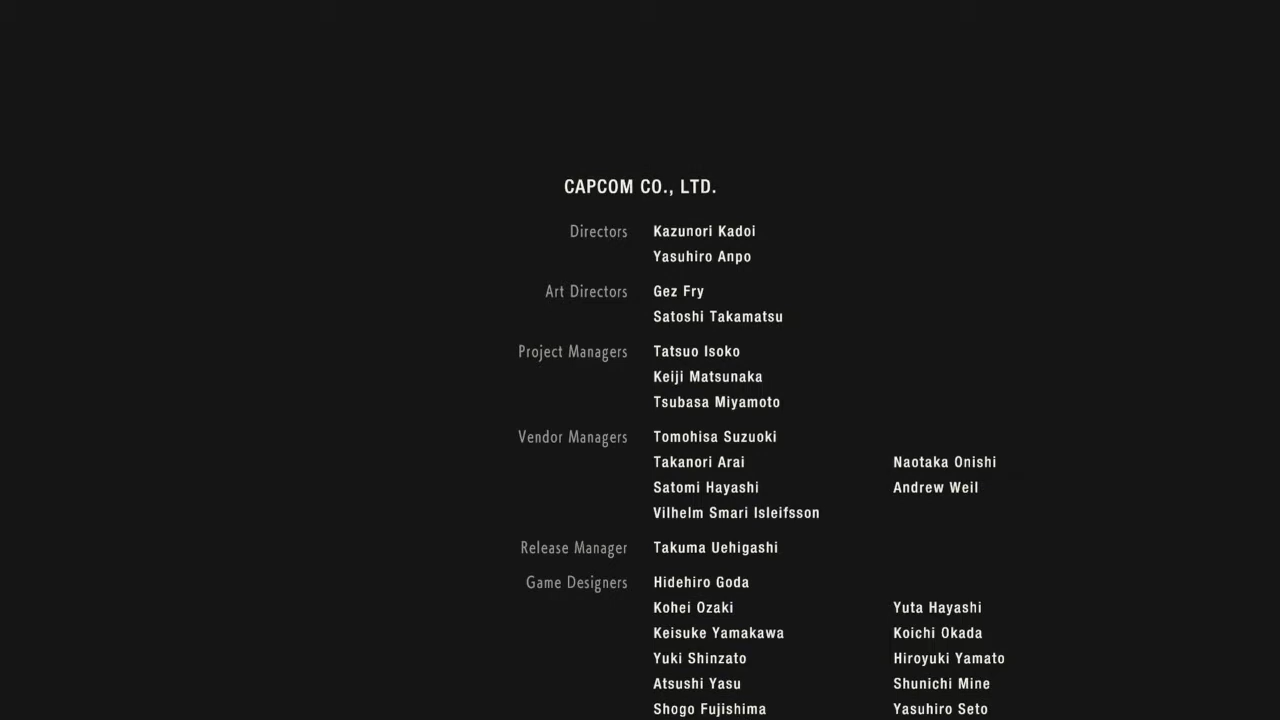 CAPCOM CO., LTD.
Directors Kazunori Kadoi
Yasuhiro Anpo
Art Directors Gez Fry
Satoshi Takamatsu
Project Managers Tatsuo Isoko
Keiji Matsunaka
Tsubasa Miyamoto
Vendor Managers Tomohisa Suzuoki
Takanori Arai Naotaka Onishi
Satomi Hayashi Andrew Weil
Vilhelm Smari Isleifsson
Release Manager Takuma Uehigashi
Game Designers Hidehiro Goda
Kohei Ozaki Yuta Hayashi
Keisuke Yamakawa Koichi Okada
Yuki Shinzato Hiroyuki Yamato
Atsushi Yasu Shunichi Mine
Shogo Fujishima Yasuhiro Seto